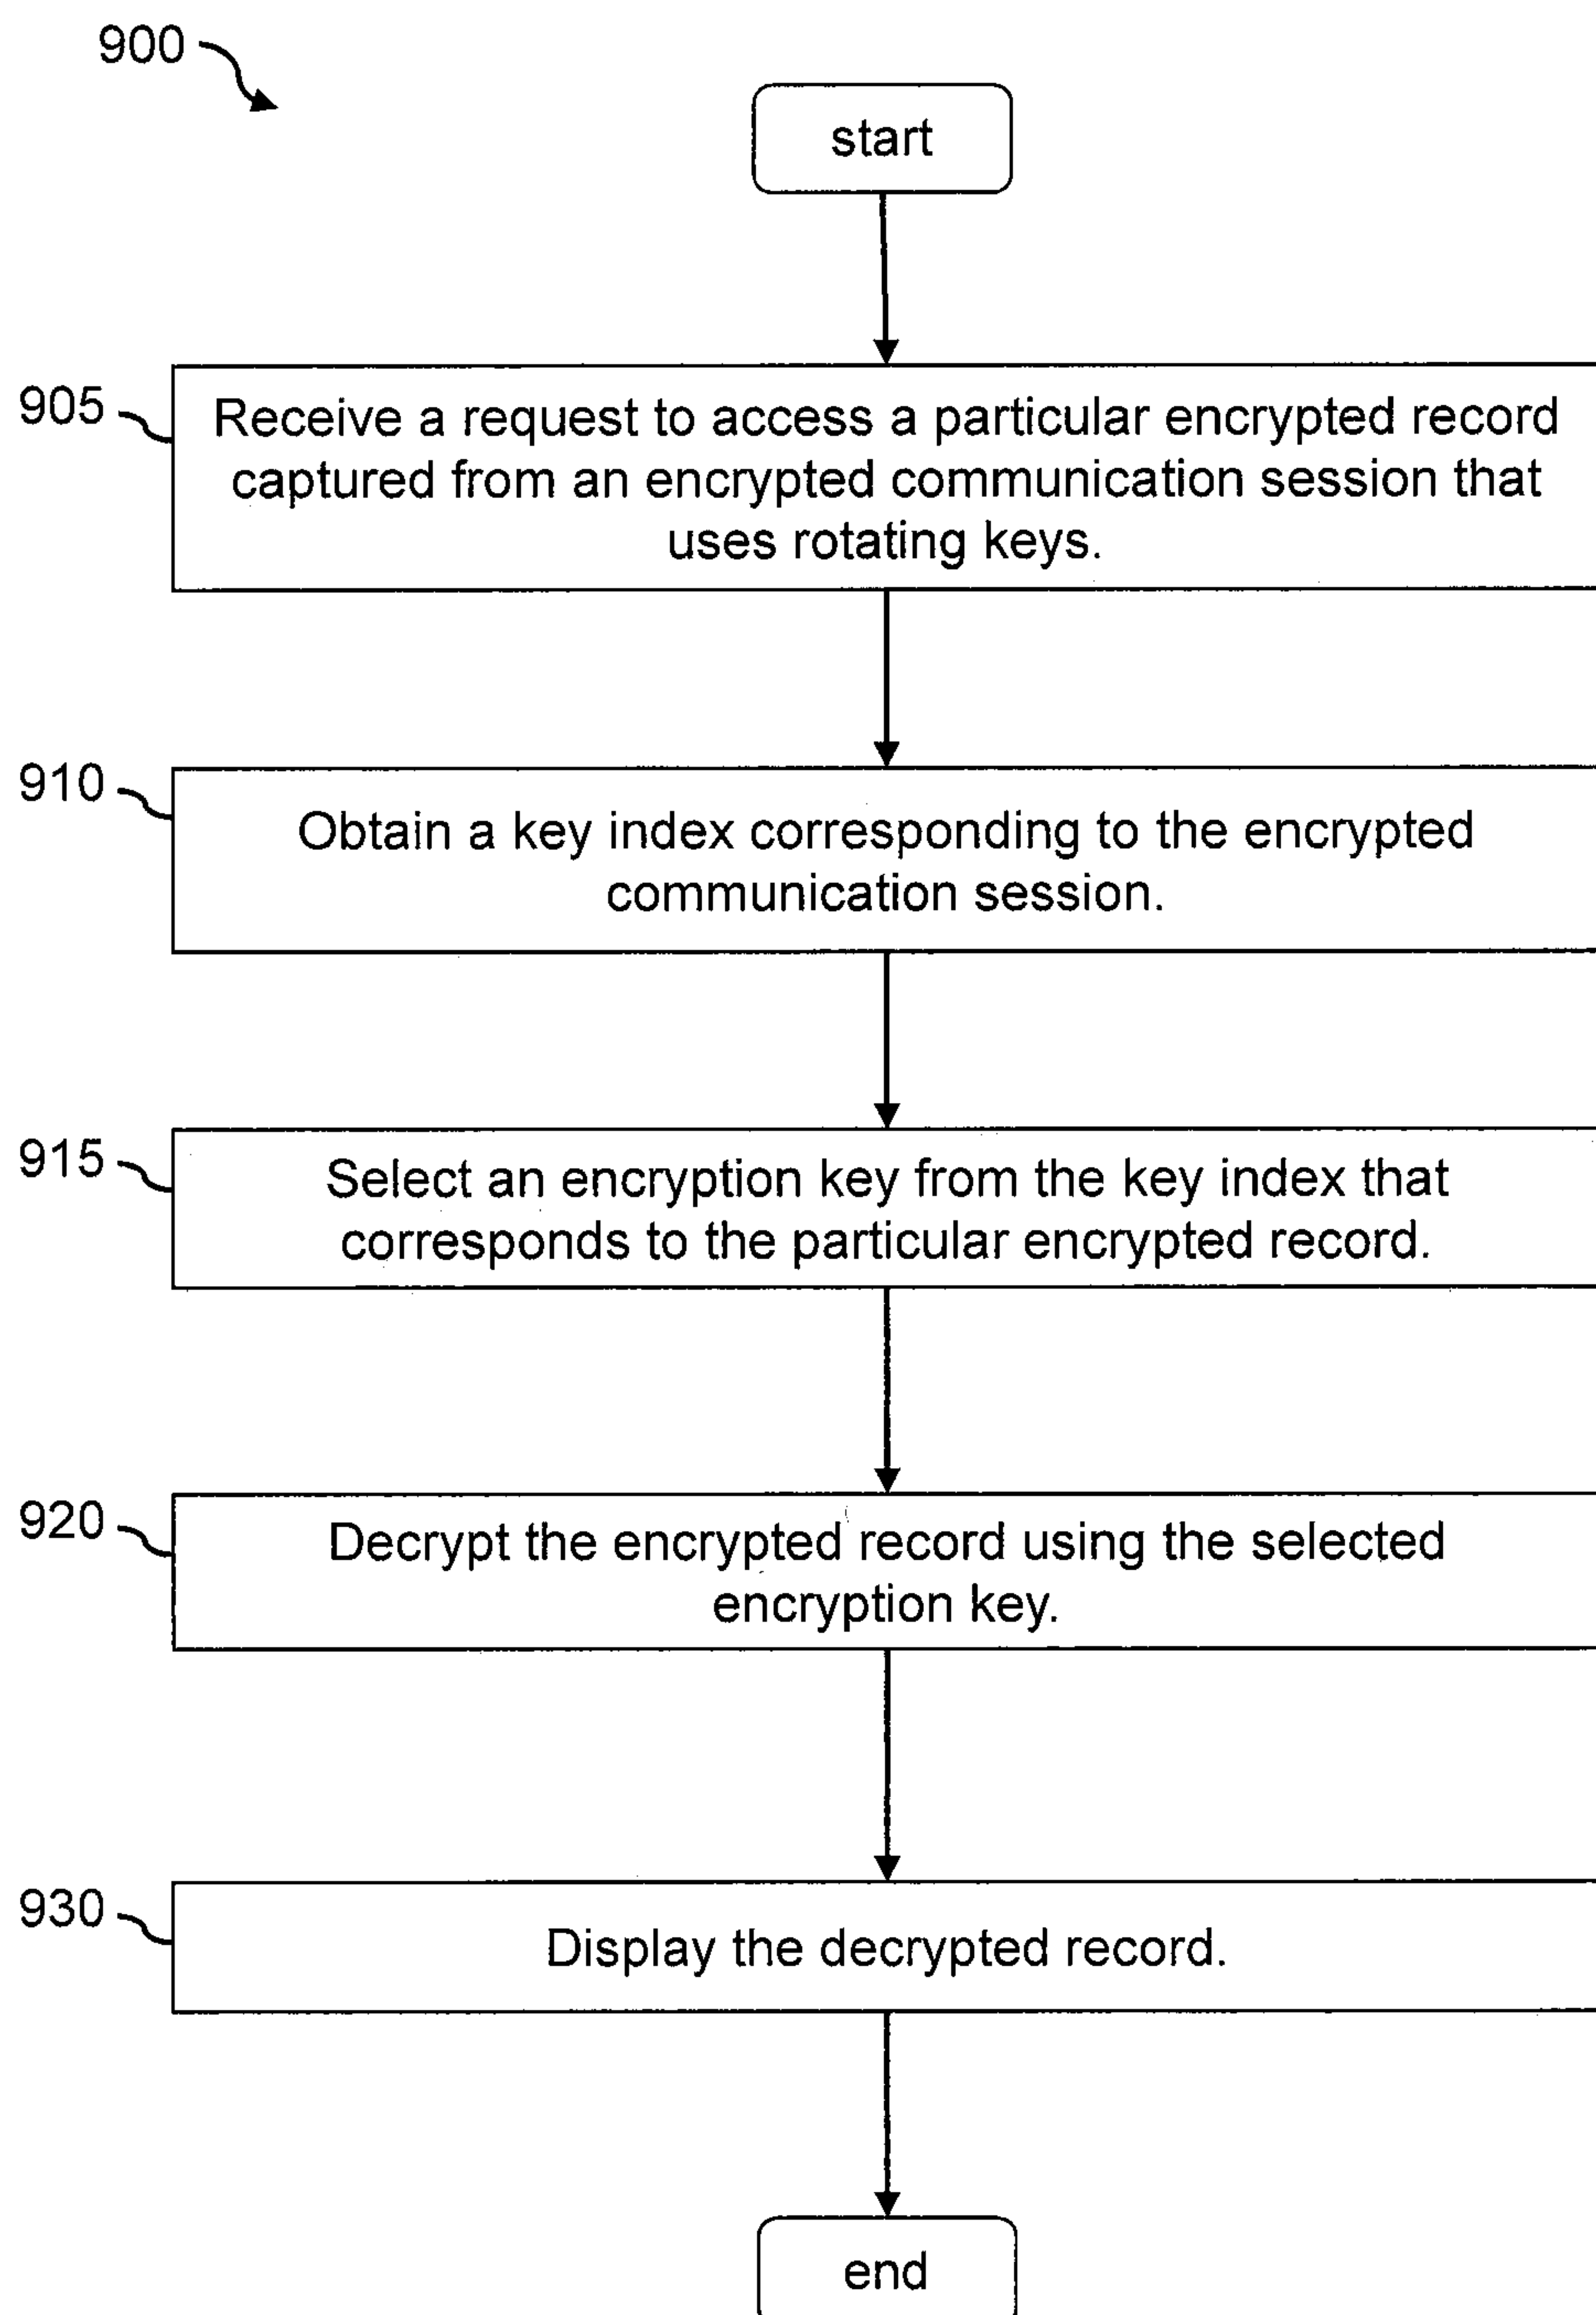 900
start
905
Receive a request to access a particular encrypted record
captured from an encrypted communication session that
uses rotating keys.
910
Obtain a key index corresponding to the encrypted
communication session.
915
Select an encryption key from the key index that
corresponds to the particular encrypted record.
920
Decrypt the encrypted record using the selected
encryption key.
930
Display the decrypted record.
end